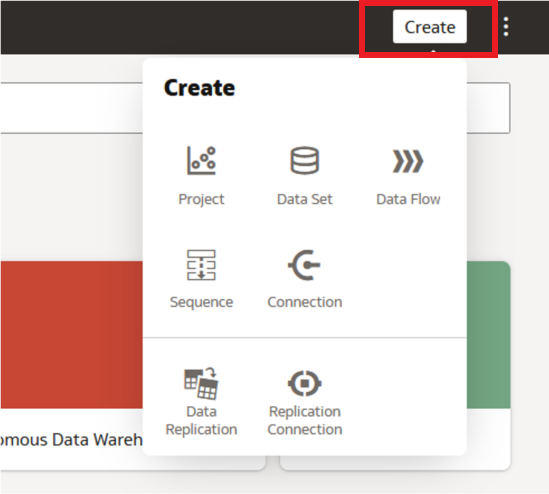 Create
Create
Project
Data Set
Data Flow
Sequence
Connection
Data
Replication
Replication
Connection
omous Data Wareh